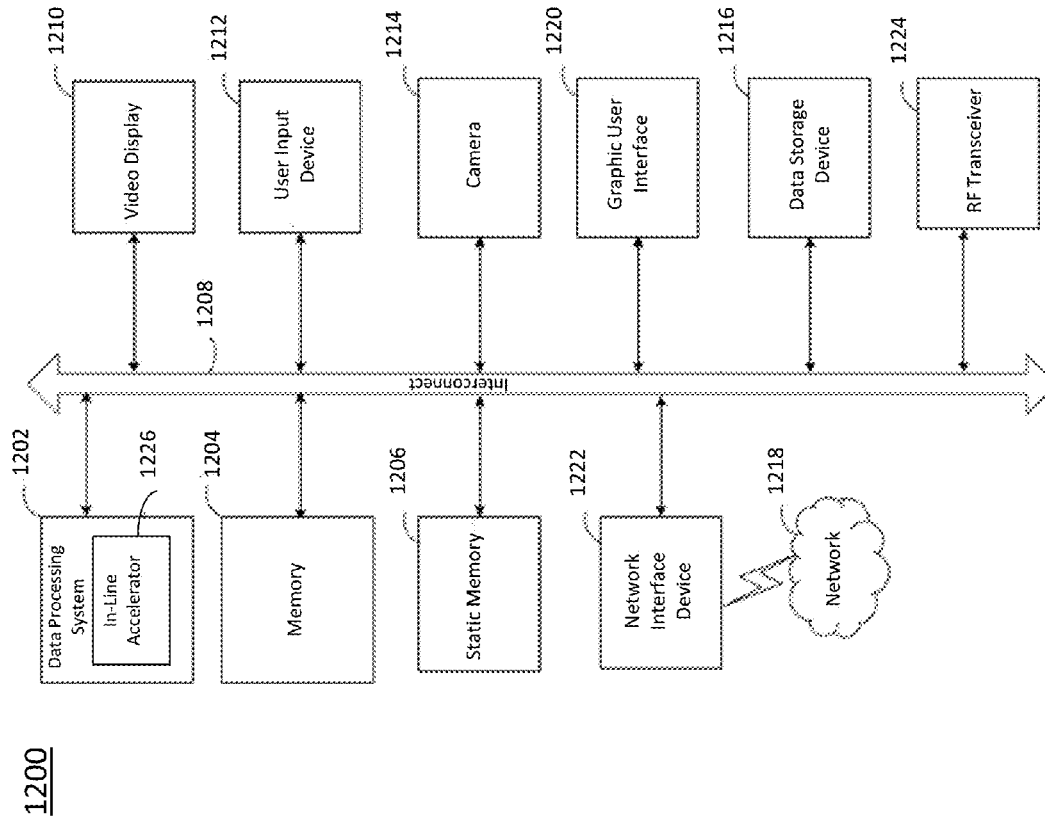 1200
1202
Data Processing
System
In-Line
Accelerator
1226
1204
Memory
1206
Static Memory
1222
Network
Interface
Device
1218
Network
1208
Interconnect
1210
Video Display
1212
User Input
Device
1214
Camera
1220
Graphic User
Interface
1216
Data Storage
Device
1224
RF Transceiver